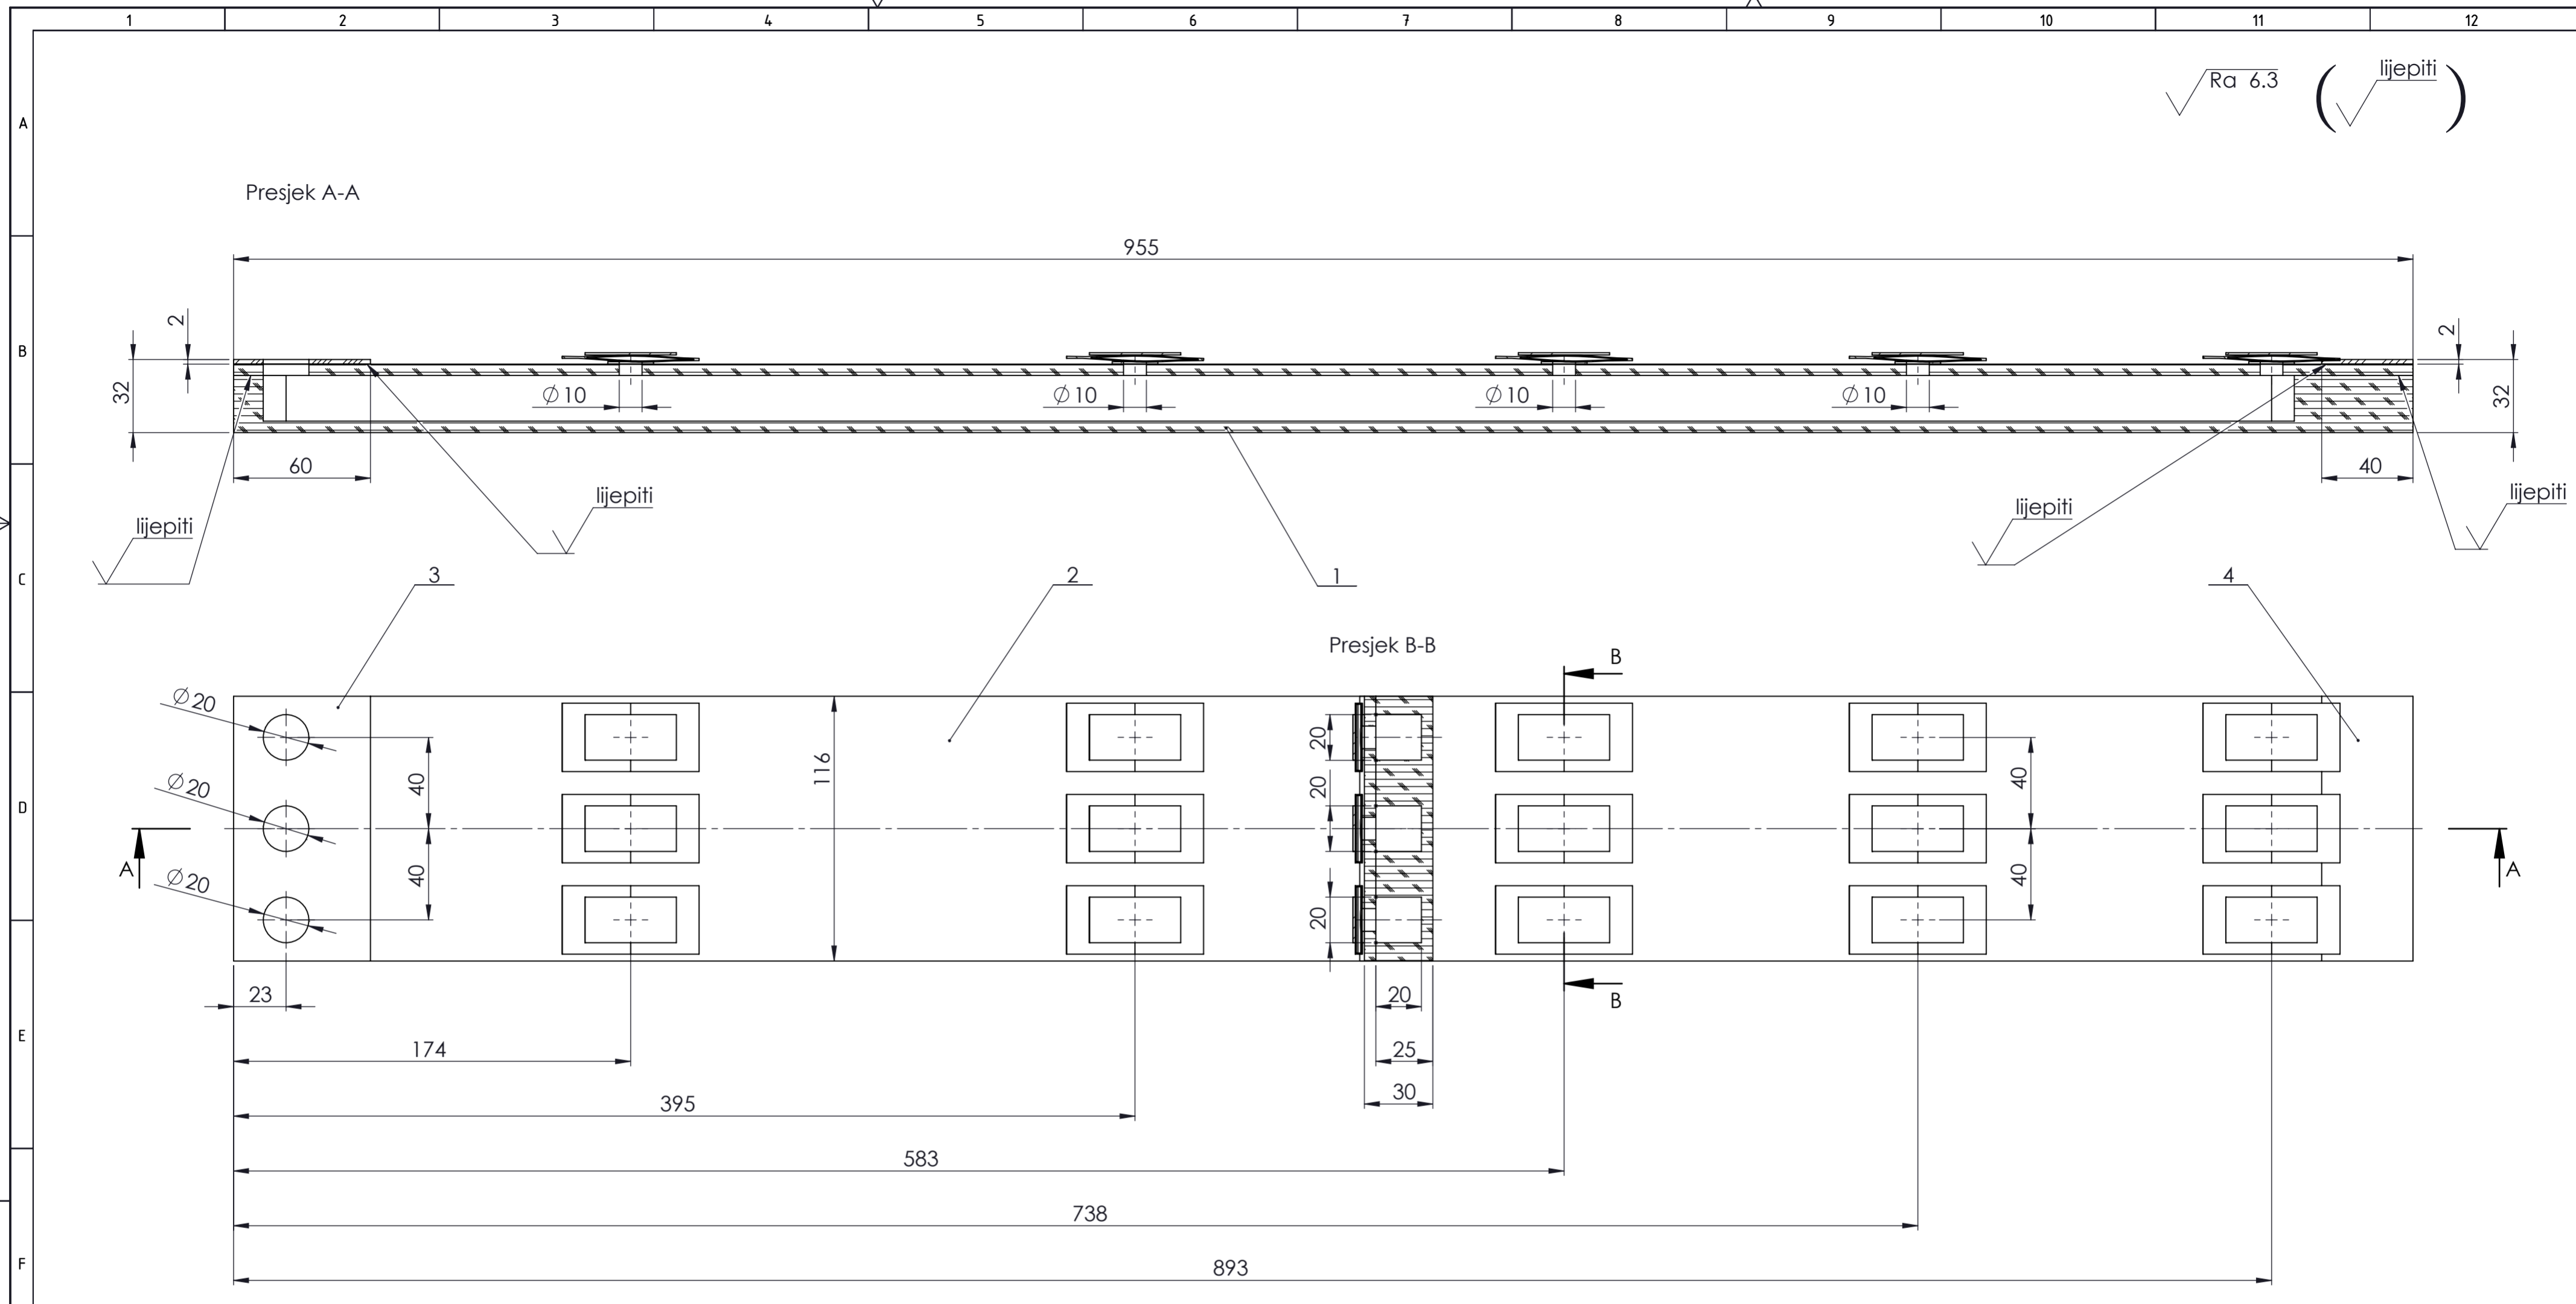 1 2 3 4 5 6 7 8 9 10 11 12
A
B
C
D
E
F
Ra 6.3 ( lijepiti )
Presjek A-A
955
2
32
2
32
⌀10 ⌀10 ⌀10 ⌀10
60
40
lijepiti
lijepiti
lijepiti
lijepiti
3
2
1
4
Presjek B-B
B
⌀20
⌀20
⌀20
40
40
116
20
20
20
40
40
A
A
B
23
20
174
25
30
395
583
738
893